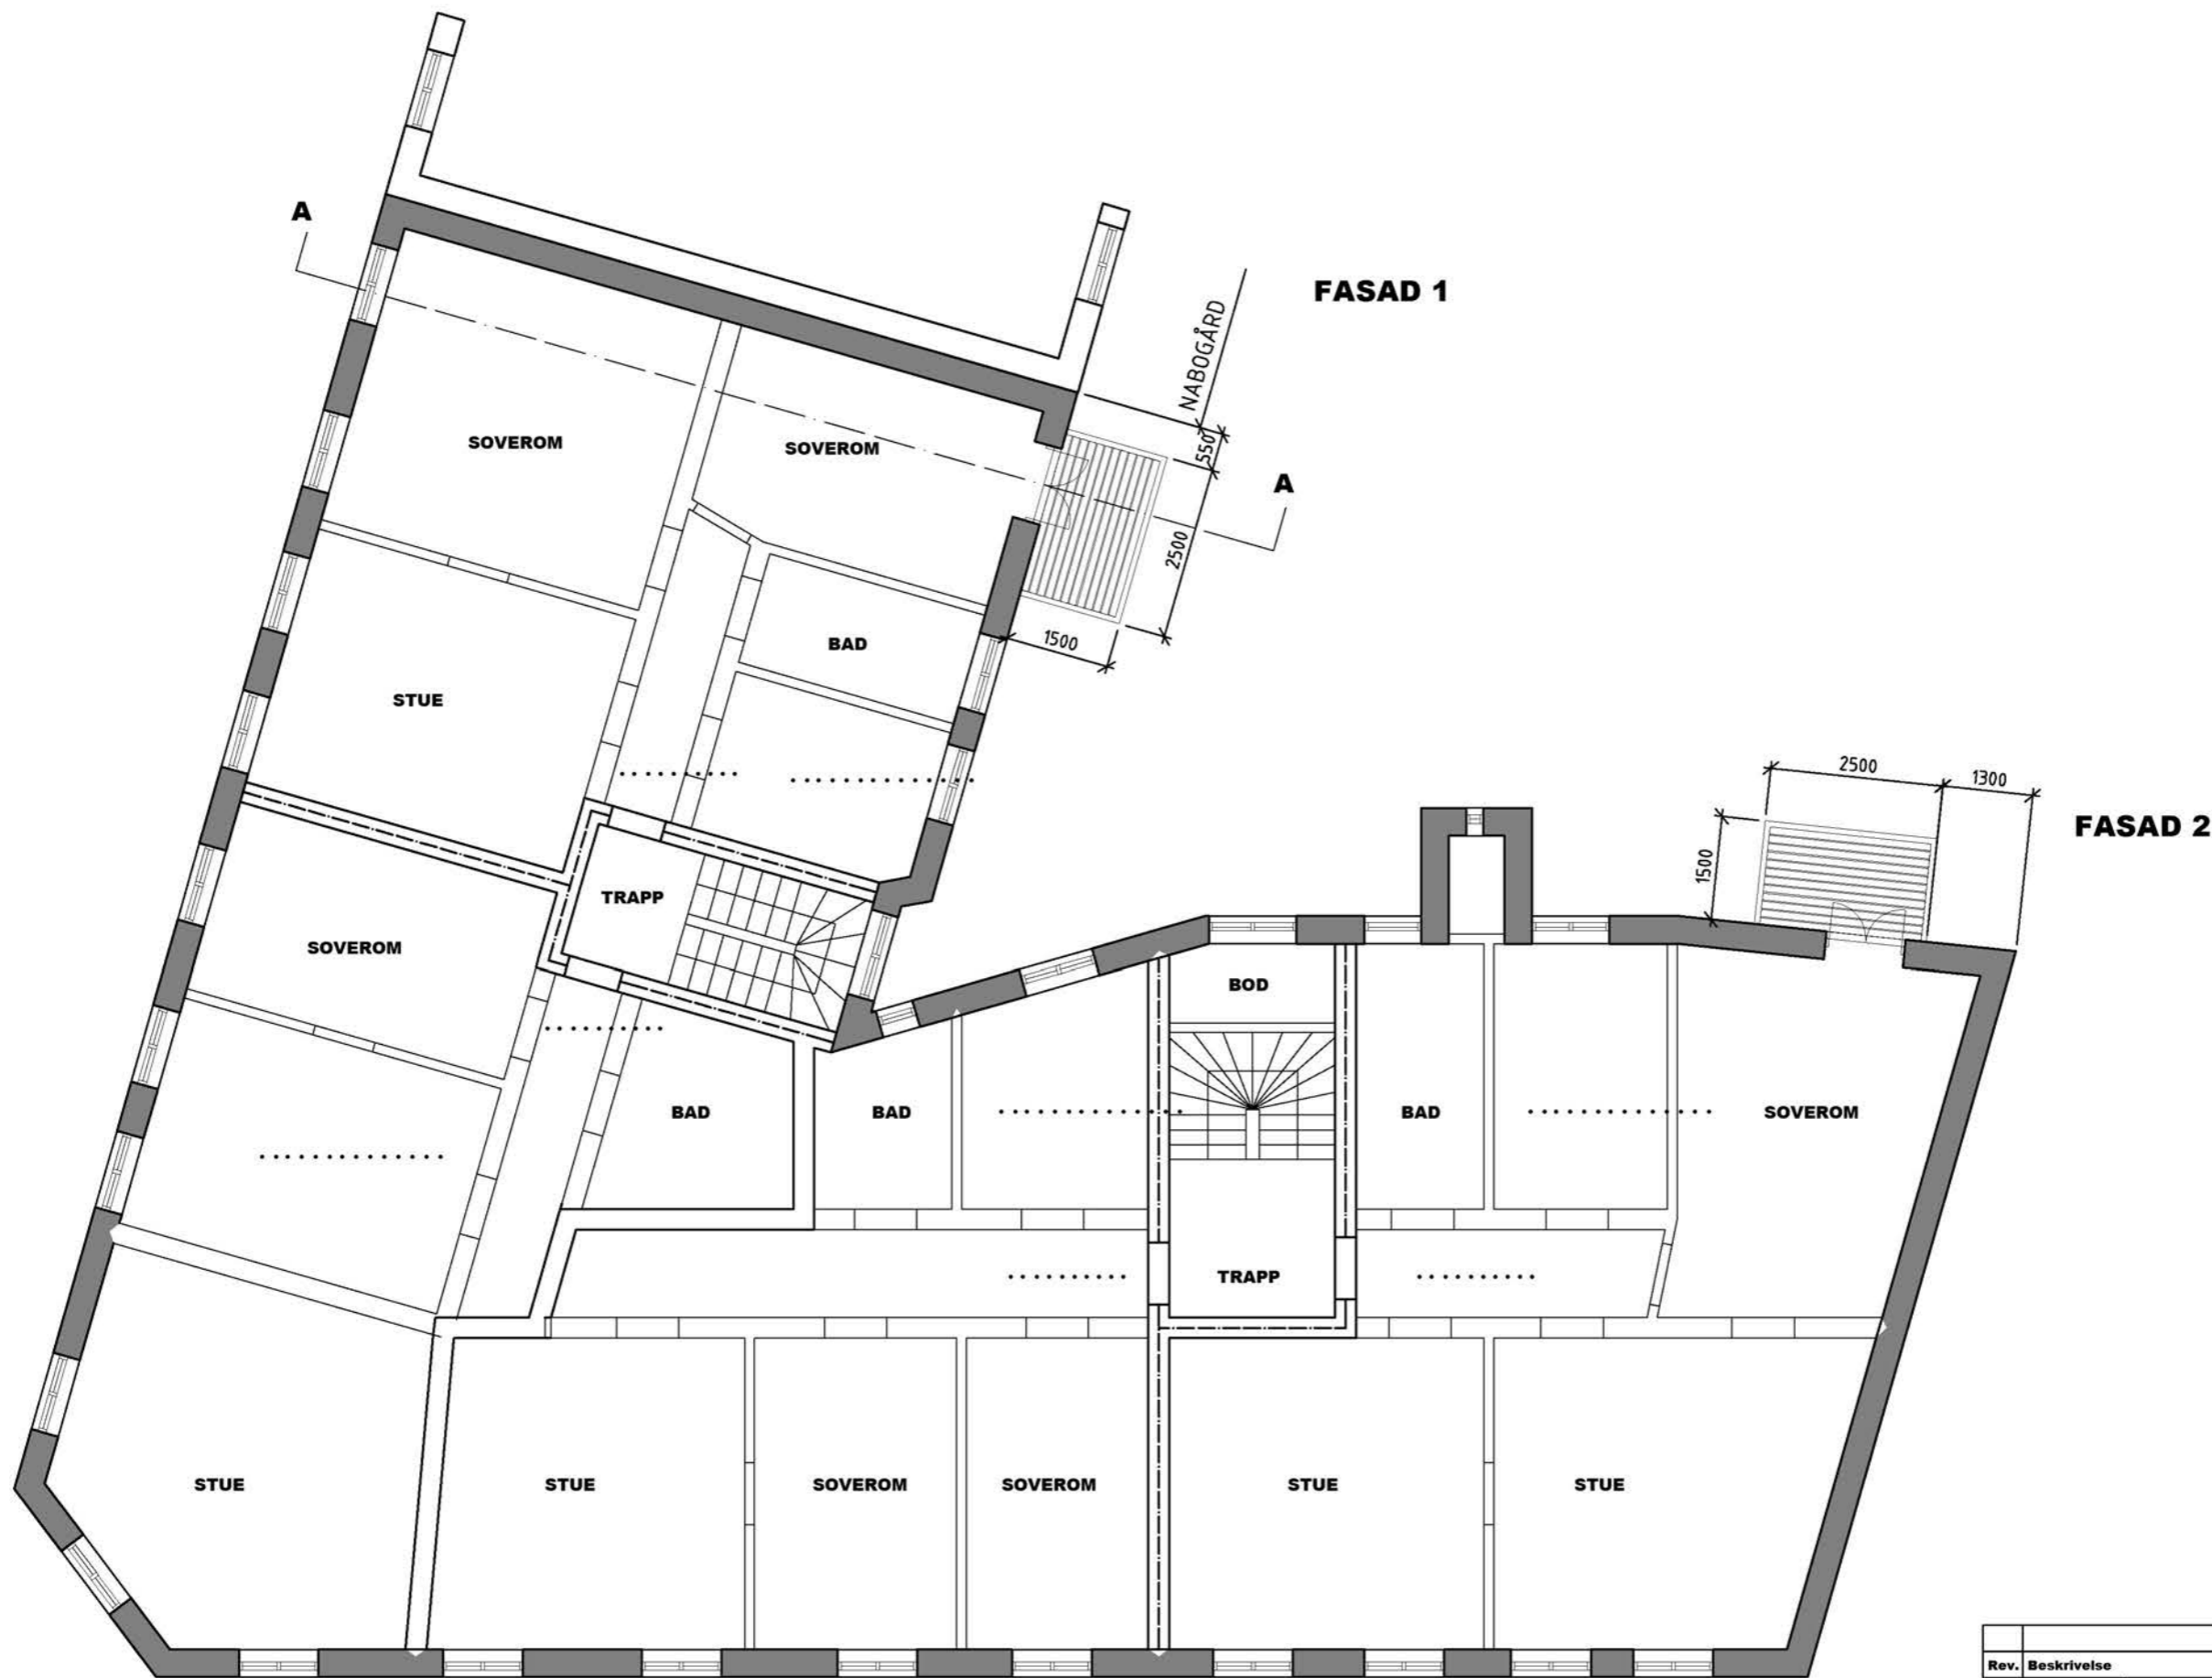 A
FASAD 1
NABOGÅRD
SOVEROM
SOVEROM
550
A
2500
1500
BAD
STUE
2500
1300
FASAD 2
1500
TRAPP
SOVEROM
BOD
BAD
BAD
BAD
SOVEROM
TRAPP
STUE
STUE
SOVEROM
SOVEROM
STUE
STUE
Rev. Beskrivelse